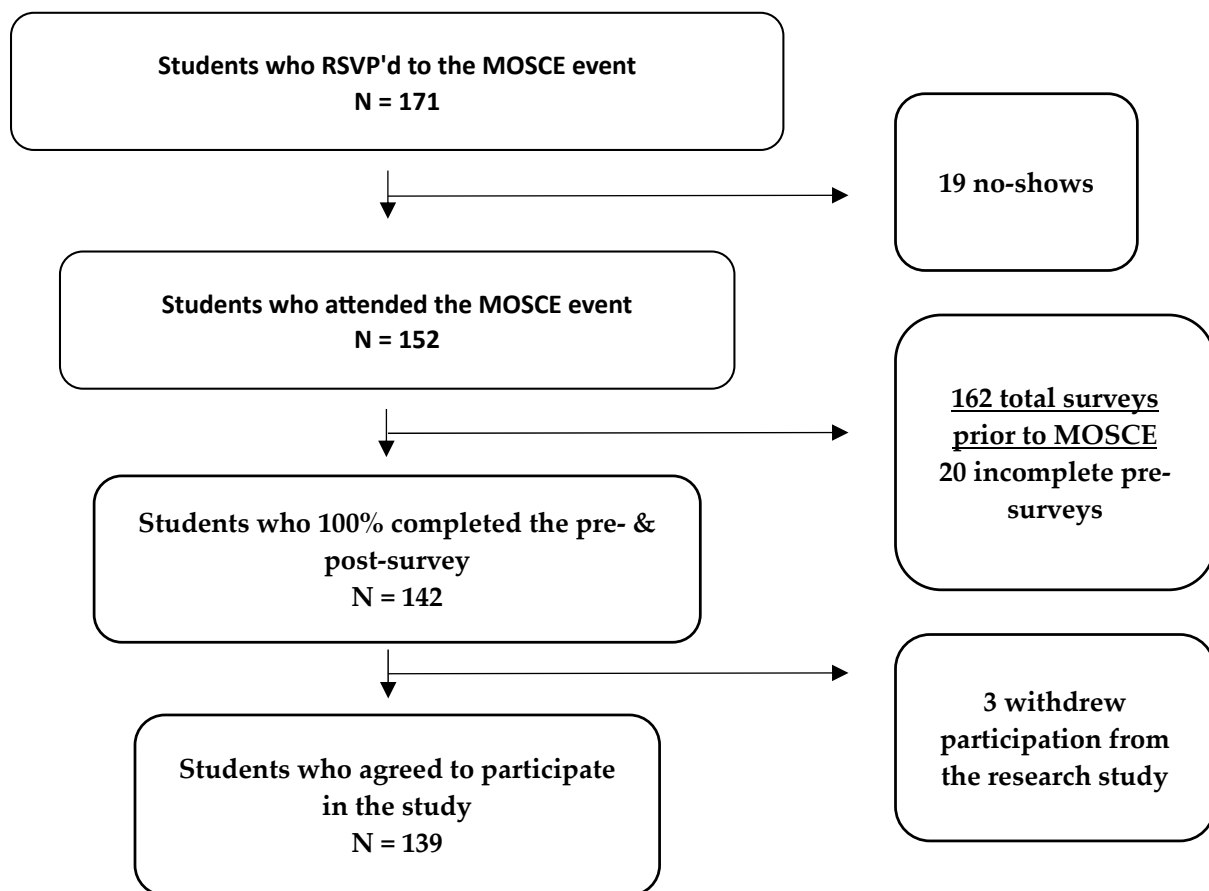 Students who RSVP'd to the MOSCE event
N = 171
19 no-shows
Students who attended the MOSCE event
N = 152
162 total surveys
prior to MOSCE
20 incomplete pre-
surveys
Students who 100% completed the pre- &
post-survey
N = 142
3 withdrew
participation from
the research study
Students who agreed to participate
in the study
N = 139